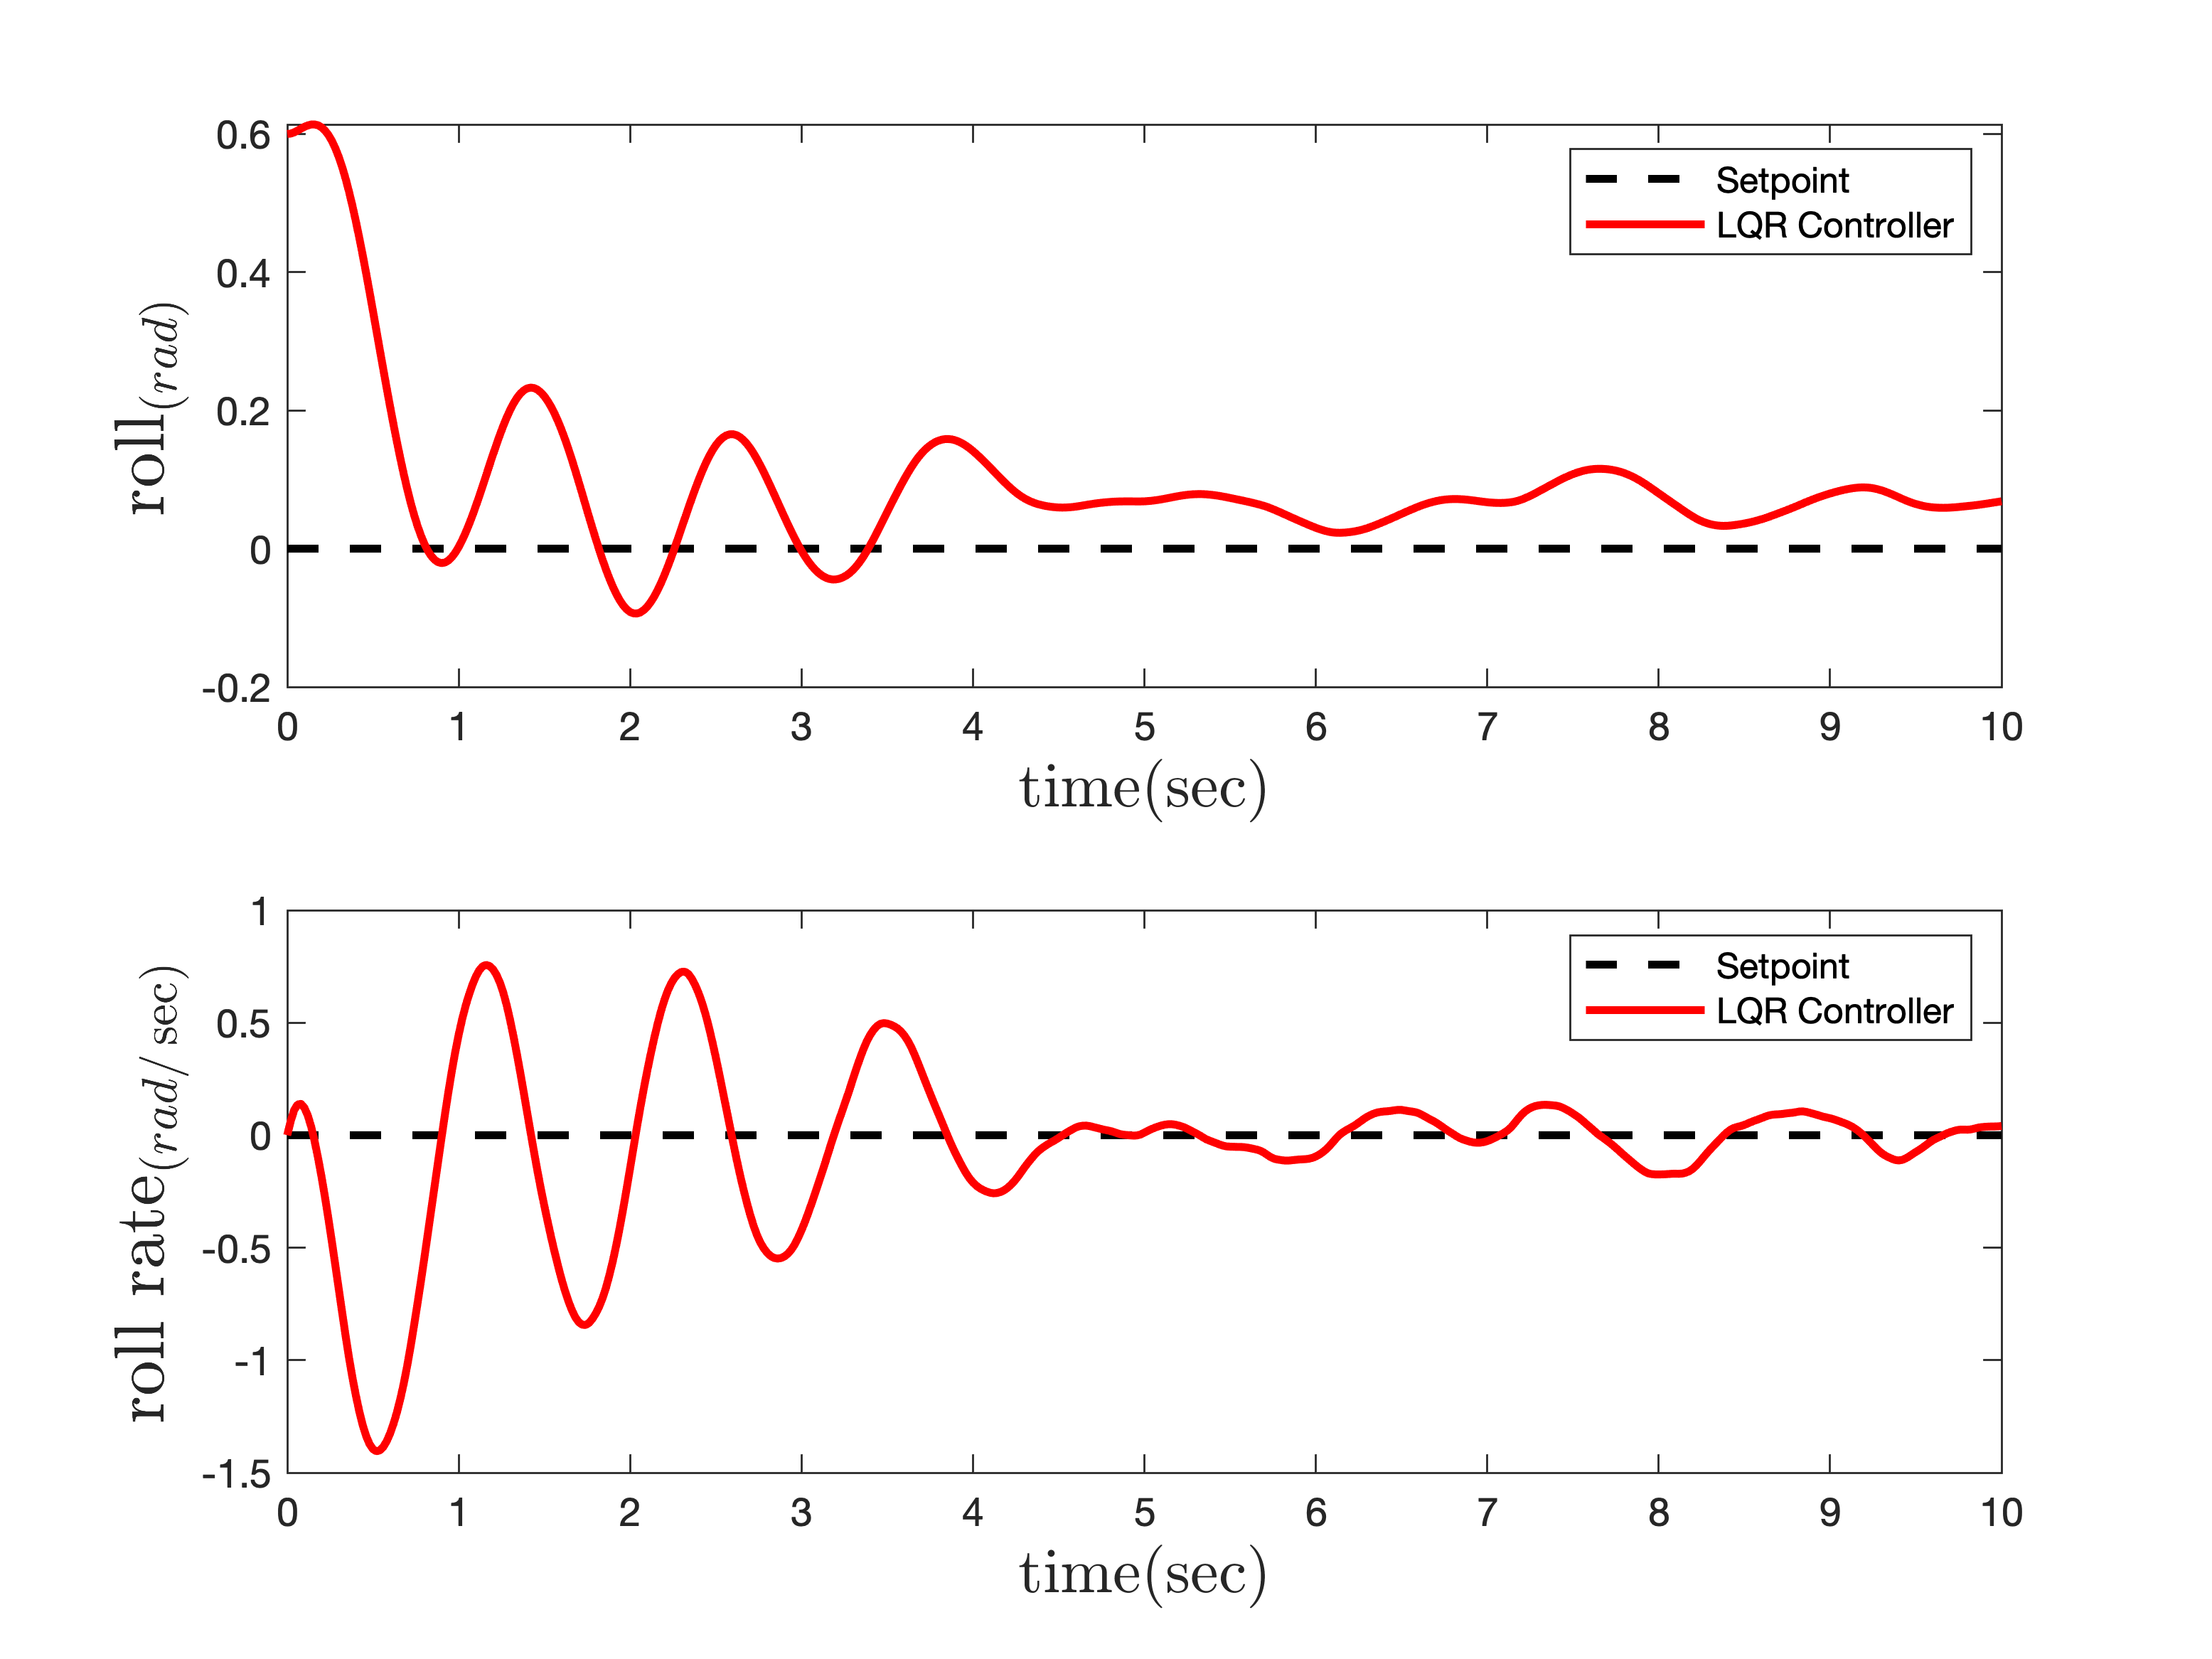 roll(rad)
0.6
0.4
0.2
0
-0.2
Setpoint
LQR Controller
0 1 2 3 4 5 6 7 8 9 10
time(sec)
roll rate(rad/ sec)
1
0.5
0
-0.5
-1
-1.5
Setpoint
LQR Controller
0 1 2 3 4 5 6 7 8 9 10
time(sec)